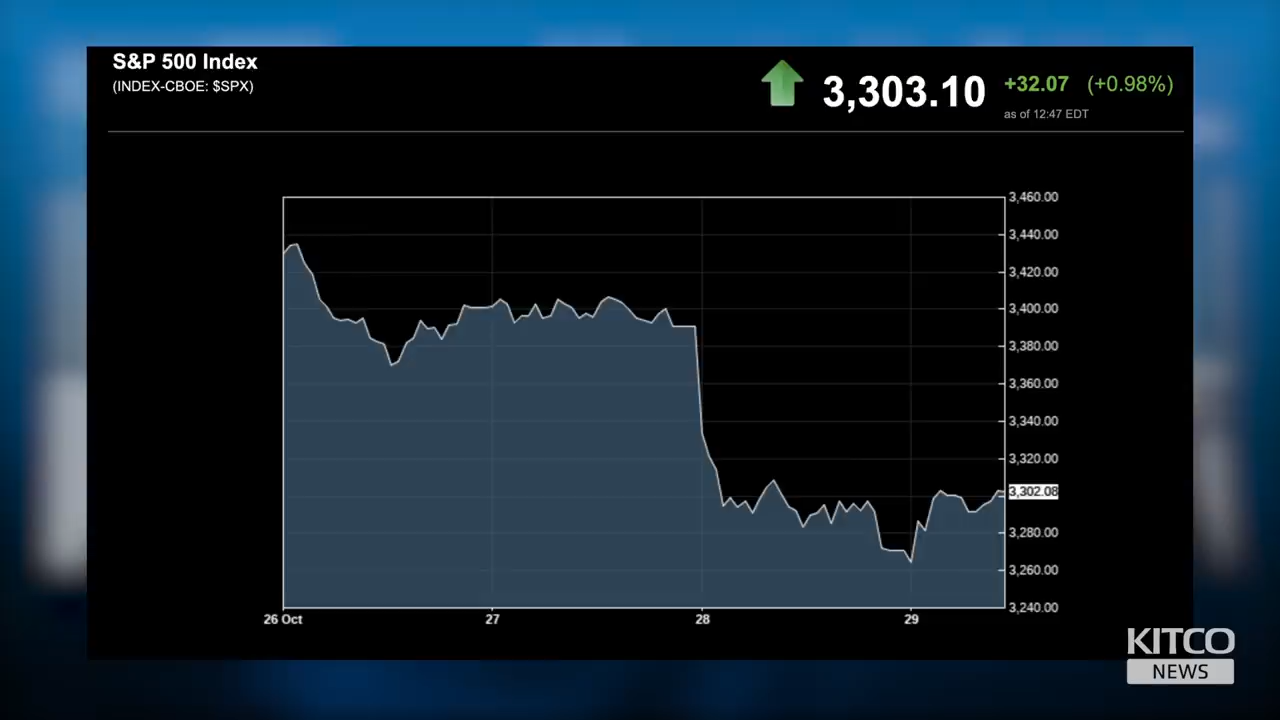 S&P 500 Index
(INDEX-CBOE: $SPX)
3,303.10
+32.07 (+0.98%)
as of 12:47 EDT
3,460.00
3,440.00
3,420.00
3,400.00
3,380.00
3,360.00
3,340.00
3,320.00
3,302.08
3,280.00
3,260.00
3,240.00
26 Oct 27 28 29
KITCO
NEWS